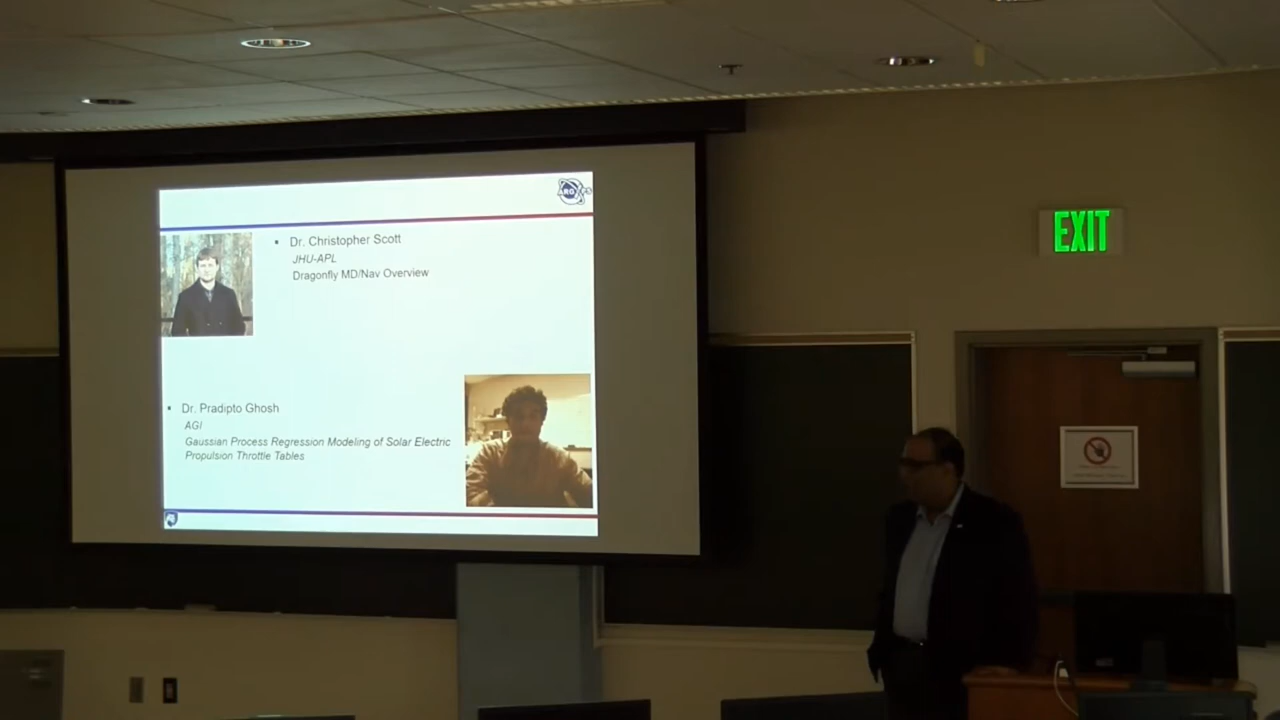 Dr. Christopher Scott
JHU-APL
Dragonfly MD/Nav Overview
Dr. Pradipto Ghosh
AGI
Gaussian Process Regression Modeling of Solar Electric
Propulsion Throttle Tables
EXIT